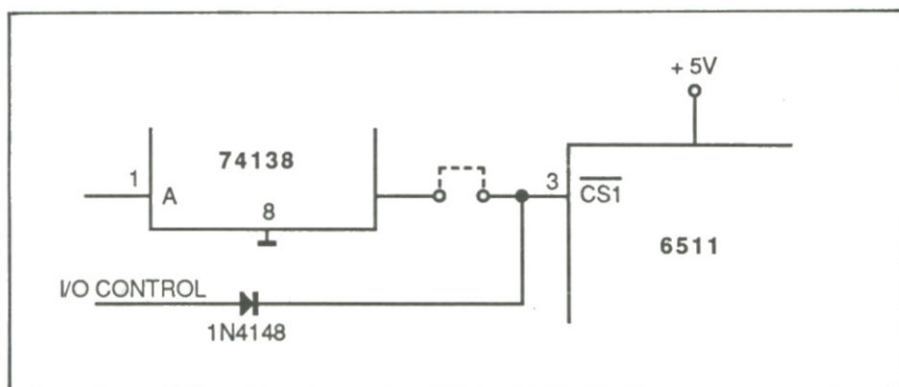 + 5V
74138
1
A
8
3
CS1
6511
I/O CONTROL
1N4148